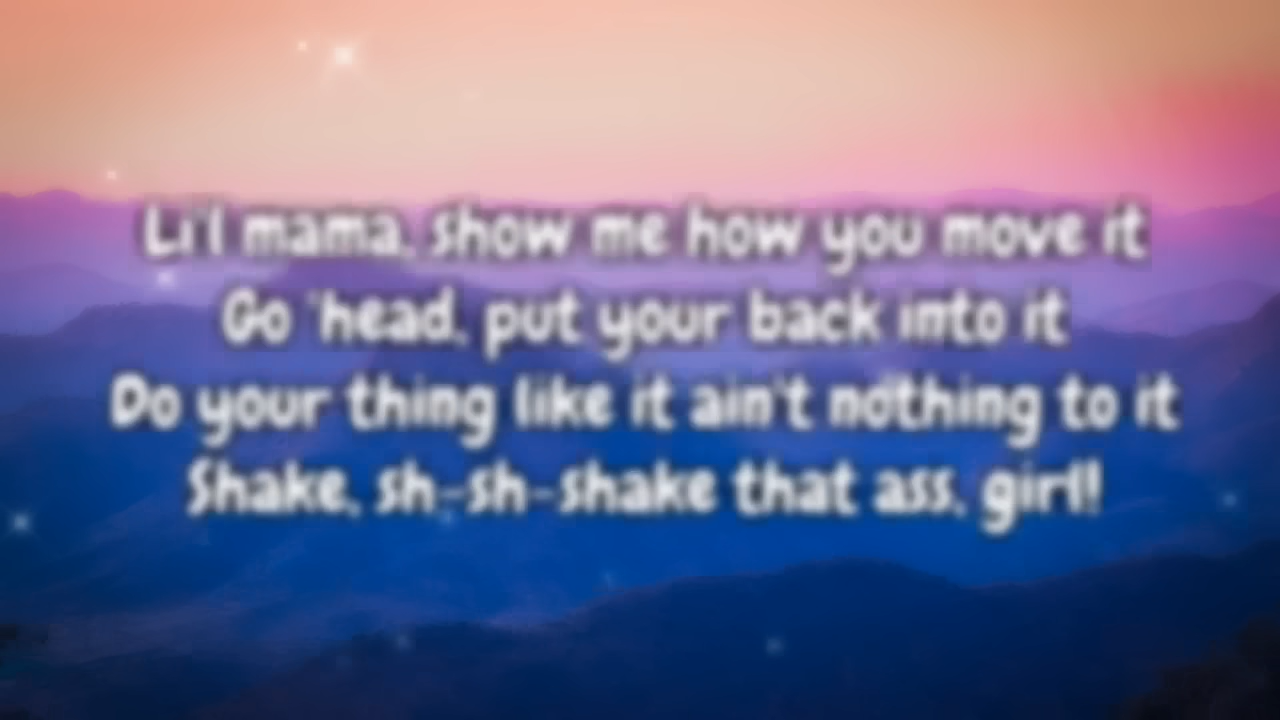 Li'l mama, show me how you move it
Go 'head, put your back into it
Do your thing like it ain't nothing to it
Shake, sh-sh-shake that ass, girl!